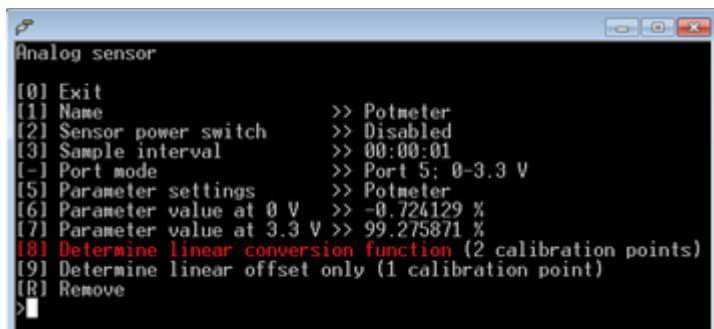 Analog sensor
[0] Exit
[1] Name >> Potmeter
[2] Sensor power switch >> Disabled
[3] Sample interval >> 00:00:01
[-] Port mode >> Port 5; 0-3.3 V
[5] Parameter settings >> Potmeter
[6] Parameter value at 0 V >> -0.724129 %
[7] Parameter value at 3.3 V >> 99.275871 %
[8] Determine linear conversion function (2 calibration points)
[9] Determine linear offset only (1 calibration point)
[R] Remove
>